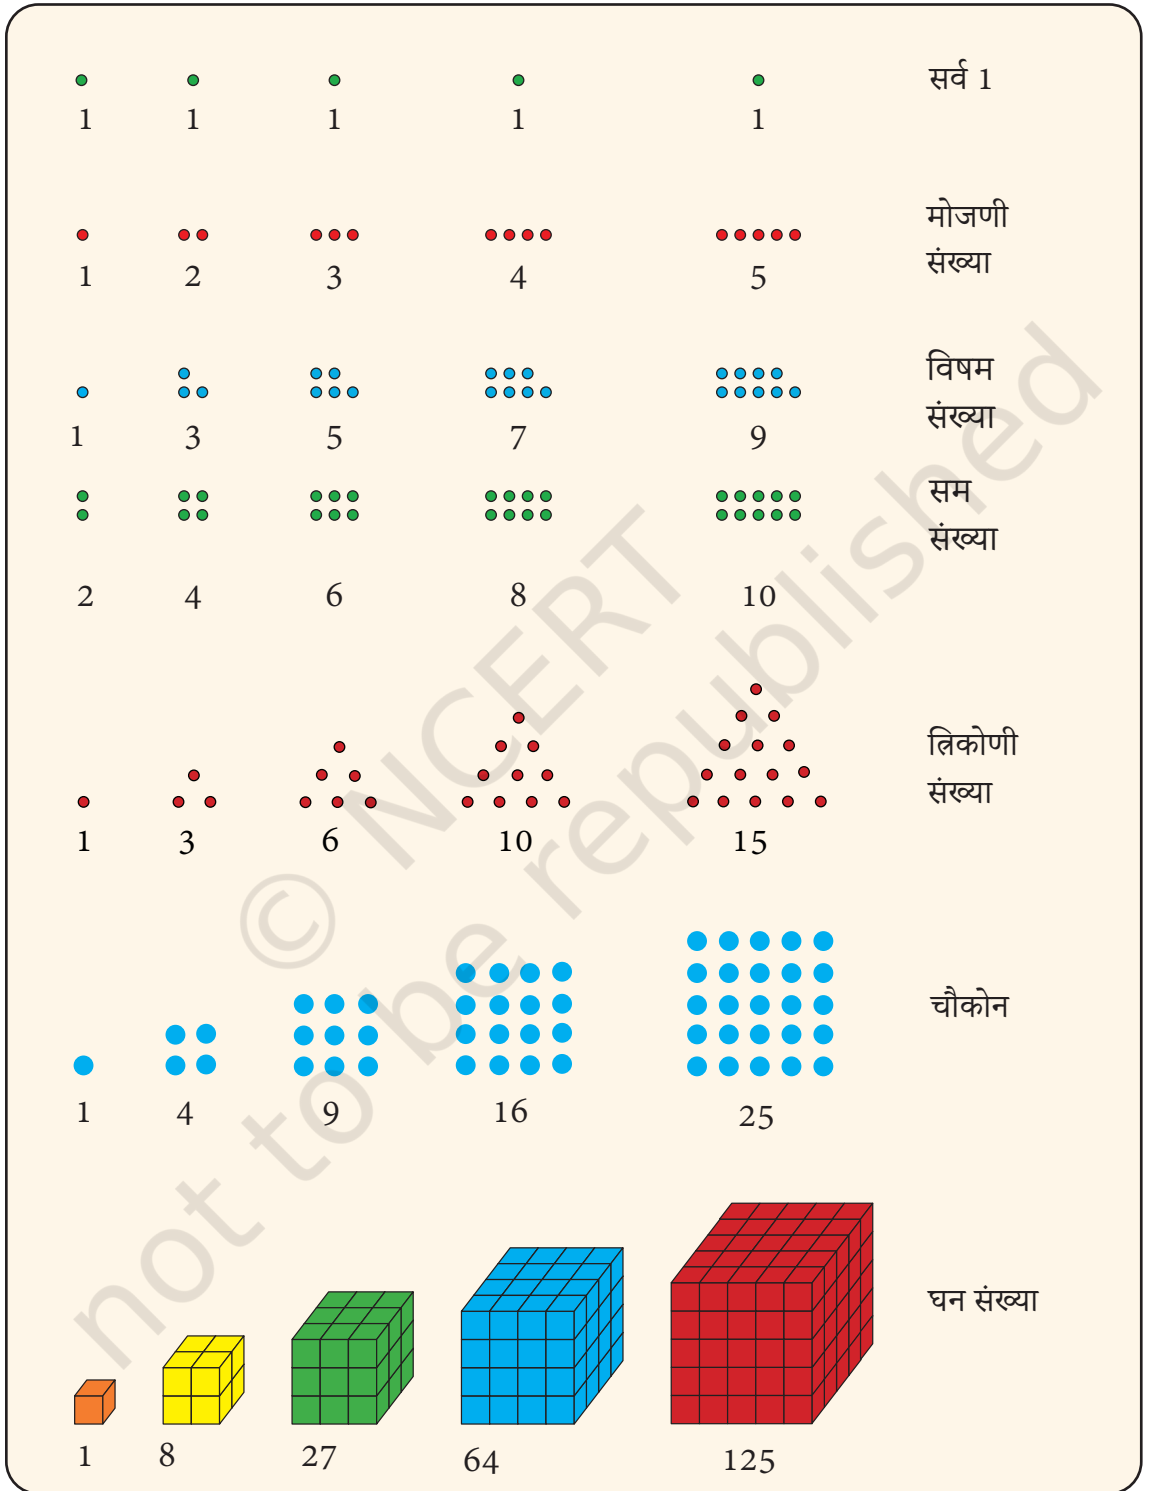 सर्व 1
1 1 1 1 1
मोजणी
संख्या
1 2 3 4 5
विषम
संख्या
1 3 5 7 9
सम
संख्या
2 4 6 8 10
त्रिकोणी
संख्या
1 3 6 10 15
चौकोन
1 4 9 16 25
घन संख्या
1 8 27 64 125
© NCERT
not to be republished